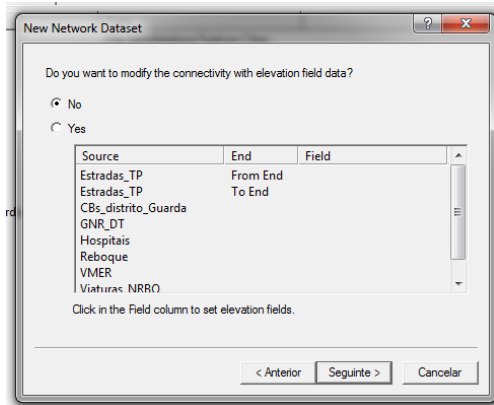 New Network Dataset
Do you want to modify the connectivity with elevation field data?
No
Yes
Source End Field
Estradas_TP From End
Estradas_TP To End
CBs_distrito_Guarda
GNR_DT
Hospitais
Reboque
VMER
Viaturas_NRBQ
Click in the Field column to set elevation fields.
< Anterior Seguinte > Cancelar